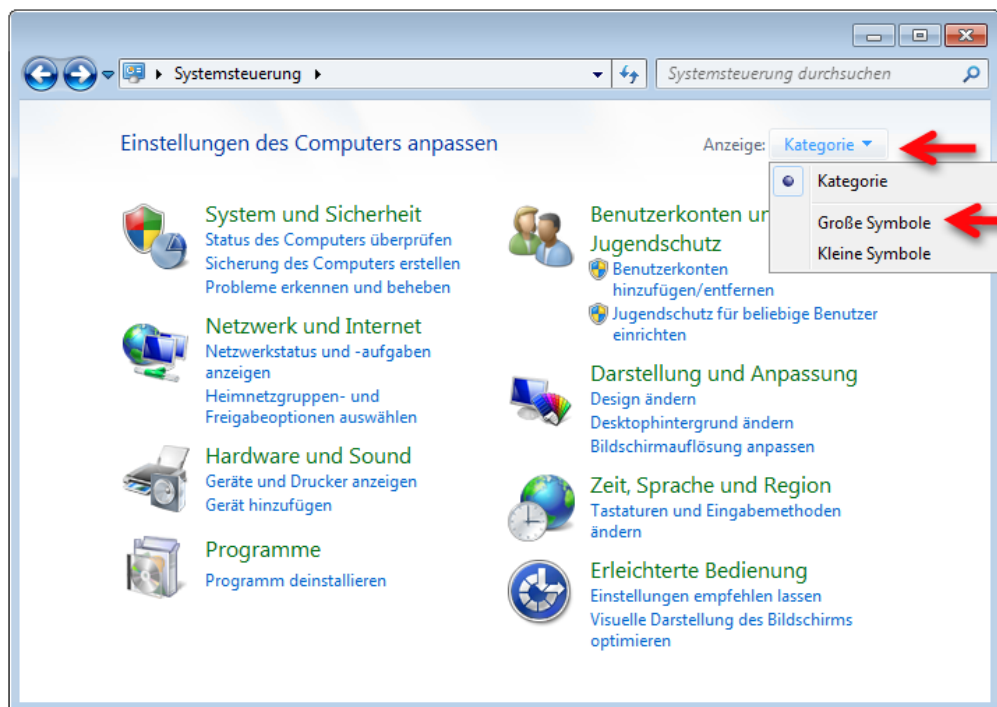 Systemsteuerung
Systemsteuerung durchsuchen
Einstellungen des Computers anpassen
Anzeige: Kategorie
Kategorie
Große Symbole
Kleine Symbole
System und Sicherheit
Status des Computers überprüfen
Sicherung des Computers erstellen
Probleme erkennen und beheben
Netzwerk und Internet
Netzwerkstatus und -aufgaben
anzeigen
Heimnetzgruppen- und
Freigabeoptionen auswählen
Hardware und Sound
Geräte und Drucker anzeigen
Gerät hinzufügen
Programme
Programm deinstallieren
Benutzerkonten
Jugendschutz
Benutzerkonten
hinzufügen/entfernen
Jugendschutz für beliebige Benutzer
einrichten
Darstellung und Anpassung
Design ändern
Desktophintergrund ändern
Bildschirmauflösung anpassen
Zeit, Sprache und Region
Tastaturen und Eingabemethoden
ändern
Erleichterte Bedienung
Einstellungen empfehlen lassen
Visuelle Darstellung des Bildschirms
optimieren